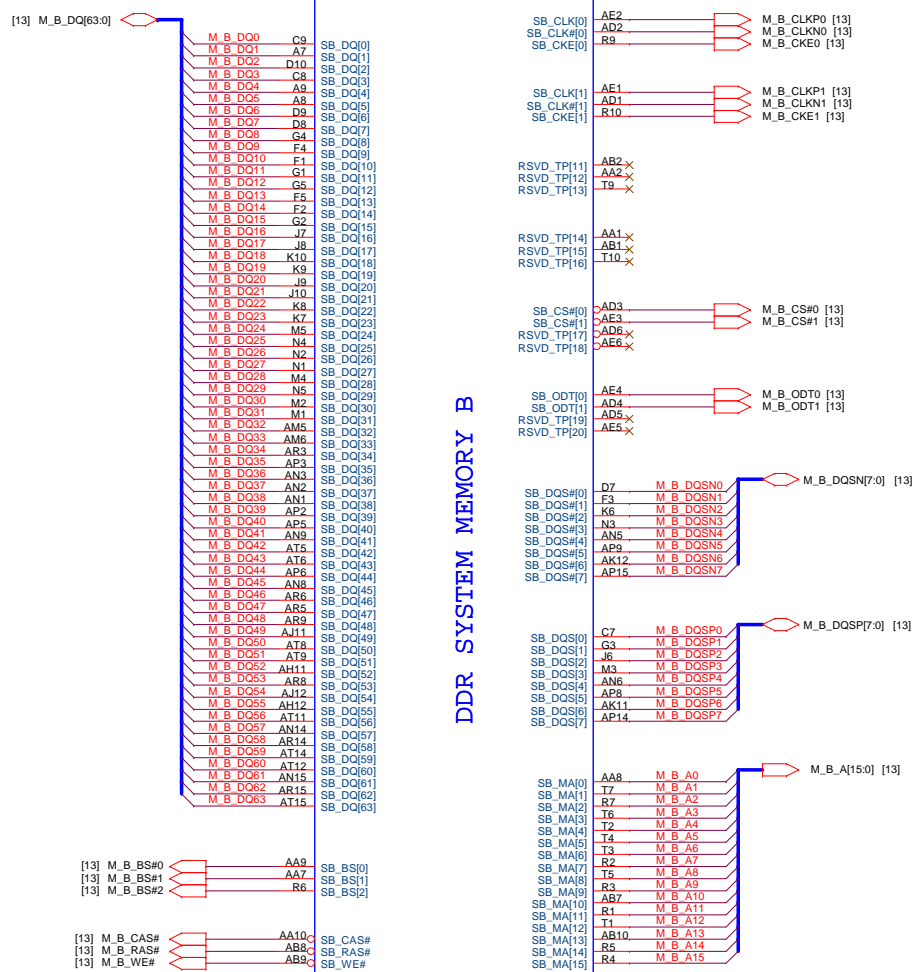 [13] M_B_DQ[63:0]
M_B_DQ0 C9 SB_DQ[0]
M_B_DQ1 A7 SB_DQ[1]
M_B_DQ2 D10 SB_DQ[2]
M_B_DQ3 C8 SB_DQ[3]
M_B_DQ4 A9 SB_DQ[4]
M_B_DQ5 A8 SB_DQ[5]
M_B_DQ6 D9 SB_DQ[6]
M_B_DQ7 D8 SB_DQ[7]
M_B_DQ8 G4 SB_DQ[8]
M_B_DQ9 F4 SB_DQ[9]
M_B_DQ10 F1 SB_DQ[10]
M_B_DQ11 G1 SB_DQ[11]
M_B_DQ12 G5 SB_DQ[12]
M_B_DQ13 F5 SB_DQ[13]
M_B_DQ14 F2 SB_DQ[14]
M_B_DQ15 G2 SB_DQ[15]
M_B_DQ16 J7 SB_DQ[16]
M_B_DQ17 J8 SB_DQ[17]
M_B_DQ18 K10 SB_DQ[18]
M_B_DQ19 K9 SB_DQ[19]
M_B_DQ20 J9 SB_DQ[20]
M_B_DQ21 J10 SB_DQ[21]
M_B_DQ22 K8 SB_DQ[22]
M_B_DQ23 K7 SB_DQ[23]
M_B_DQ24 M5 SB_DQ[24]
M_B_DQ25 N4 SB_DQ[25]
M_B_DQ26 N2 SB_DQ[26]
M_B_DQ27 N1 SB_DQ[27]
M_B_DQ28 M4 SB_DQ[28]
M_B_DQ29 N5 SB_DQ[29]
M_B_DQ30 M2 SB_DQ[30]
M_B_DQ31 M1 SB_DQ[31]
M_B_DQ32 AM5 SB_DQ[32]
M_B_DQ33 AM6 SB_DQ[33]
M_B_DQ34 AR3 SB_DQ[34]
M_B_DQ35 AP3 SB_DQ[35]
M_B_DQ36 AN3 SB_DQ[36]
M_B_DQ37 AN2 SB_DQ[37]
M_B_DQ38 AN1 SB_DQ[38]
M_B_DQ39 AP2 SB_DQ[39]
M_B_DQ40 AP5 SB_DQ[40]
M_B_DQ41 AN9 SB_DQ[41]
M_B_DQ42 AT5 SB_DQ[42]
M_B_DQ43 AT6 SB_DQ[43]
M_B_DQ44 AP6 SB_DQ[44]
M_B_DQ45 AN8 SB_DQ[45]
M_B_DQ46 AR6 SB_DQ[46]
M_B_DQ47 AR5 SB_DQ[47]
M_B_DQ48 AR9 SB_DQ[48]
M_B_DQ49 AJ11 SB_DQ[49]
M_B_DQ50 AT8 SB_DQ[50]
M_B_DQ51 AT9 SB_DQ[51]
M_B_DQ52 AH11 SB_DQ[52]
M_B_DQ53 AR8 SB_DQ[53]
M_B_DQ54 AJ12 SB_DQ[54]
M_B_DQ55 AH12 SB_DQ[55]
M_B_DQ56 AT11 SB_DQ[56]
M_B_DQ57 AN14 SB_DQ[57]
M_B_DQ58 AR14 SB_DQ[58]
M_B_DQ59 AT14 SB_DQ[59]
M_B_DQ60 AT12 SB_DQ[60]
M_B_DQ61 AN15 SB_DQ[61]
M_B_DQ62 AR15 SB_DQ[62]
M_B_DQ63 AT15 SB_DQ[63]
[13] M_B_BS#0 AA9 SB_BS[0]
[13] M_B_BS#1 AA7 SB_BS[1]
[13] M_B_BS#2 R6 SB_BS[2]
[13] M_B_CAS# AA10 SB_CAS#
[13] M_B_RAS# AB8 SB_RAS#
[13] M_B_WE# AB9 SB_WE#
DDR SYSTEM MEMORY B
SB_CLK[0] AE2 M_B_CLKP0 [13]
SB_CLK#[0] AD2 M_B_CLKN0 [13]
SB_CKE[0] R9 M_B_CKE0 [13]
SB_CLK[1] AE1 M_B_CLKP1 [13]
SB_CLK#[1] AD1 M_B_CLKN1 [13]
SB_CKE[1] R10 M_B_CKE1 [13]
RSVD_TP[11] AB2
RSVD_TP[12] AA2
RSVD_TP[13] T9
RSVD_TP[14] AA1
RSVD_TP[15] AB1
RSVD_TP[16] T10
SB_CS#[0] AD3 M_B_CS#0 [13]
SB_CS#[1] AE3 M_B_CS#1 [13]
RSVD_TP[17] AD6
RSVD_TP[18] AE6
SB_ODT[0] AE4 M_B_ODT0 [13]
SB_ODT[1] AD4 M_B_ODT1 [13]
RSVD_TP[19] AD5
RSVD_TP[20] AE5
M_B_DQSN[7:0] [13]
SB_DQS#[0] D7 M_B_DQSN0
SB_DQS#[1] F3 M_B_DQSN1
SB_DQS#[2] K6 M_B_DQSN2
SB_DQS#[3] N3 M_B_DQSN3
SB_DQS#[4] AN5 M_B_DQSN4
SB_DQS#[5] AP9 M_B_DQSN5
SB_DQS#[6] AK12 M_B_DQSN6
SB_DQS#[7] AP15 M_B_DQSN7
M_B_DQSP[7:0] [13]
SB_DQS[0] C7 M_B_DQSP0
SB_DQS[1] G3 M_B_DQSP1
SB_DQS[2] J6 M_B_DQSP2
SB_DQS[3] M3 M_B_DQSP3
SB_DQS[4] AN6 M_B_DQSP4
SB_DQS[5] AP8 M_B_DQSP5
SB_DQS[6] AK11 M_B_DQSP6
SB_DQS[7] AP14 M_B_DQSP7
M_B_A[15:0] [13]
SB_MA[0] AA8 M_B_A0
SB_MA[1] T7 M_B_A1
SB_MA[2] R7 M_B_A2
SB_MA[3] T6 M_B_A3
SB_MA[4] T2 M_B_A4
SB_MA[5] T4 M_B_A5
SB_MA[6] T3 M_B_A6
SB_MA[7] R2 M_B_A7
SB_MA[8] T5 M_B_A8
SB_MA[9] R3 M_B_A9
SB_MA[10] AB7 M_B_A10
SB_MA[11] R1 M_B_A11
SB_MA[12] T1 M_B_A12
SB_MA[13] AB10 M_B_A13
SB_MA[14] R5 M_B_A14
SB_MA[15] R4 M_B_A15